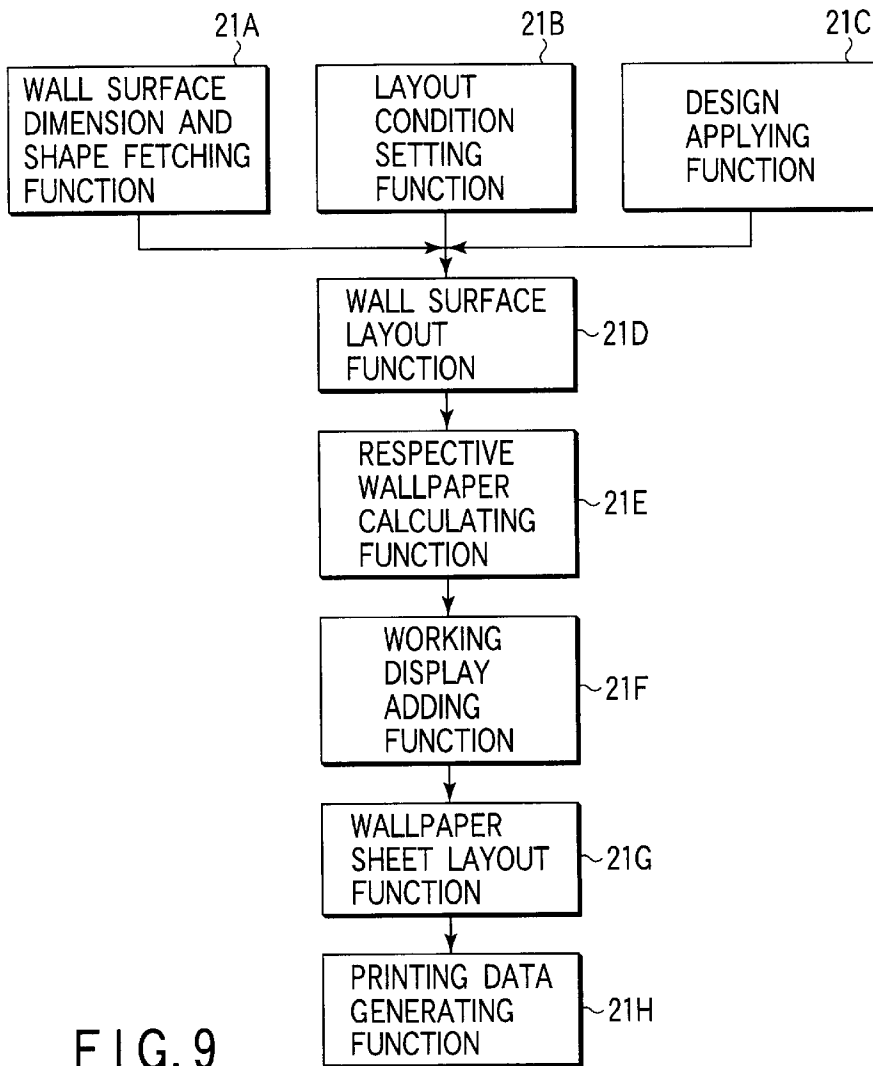 21A
21B
21C
WALL SURFACE
DIMENSION AND
SHAPE FETCHING
FUNCTION
LAYOUT
CONDITION
SETTING
FUNCTION
DESIGN
APPLYING
FUNCTION
WALL SURFACE
LAYOUT
FUNCTION
21D
RESPECTIVE
WALLPAPER
CALCULATING
FUNCTION
21E
WORKING
DISPLAY
ADDING
FUNCTION
21F
WALLPAPER
SHEET LAYOUT
FUNCTION
21G
PRINTING DATA
GENERATING
FUNCTION
21H
FIG. 9